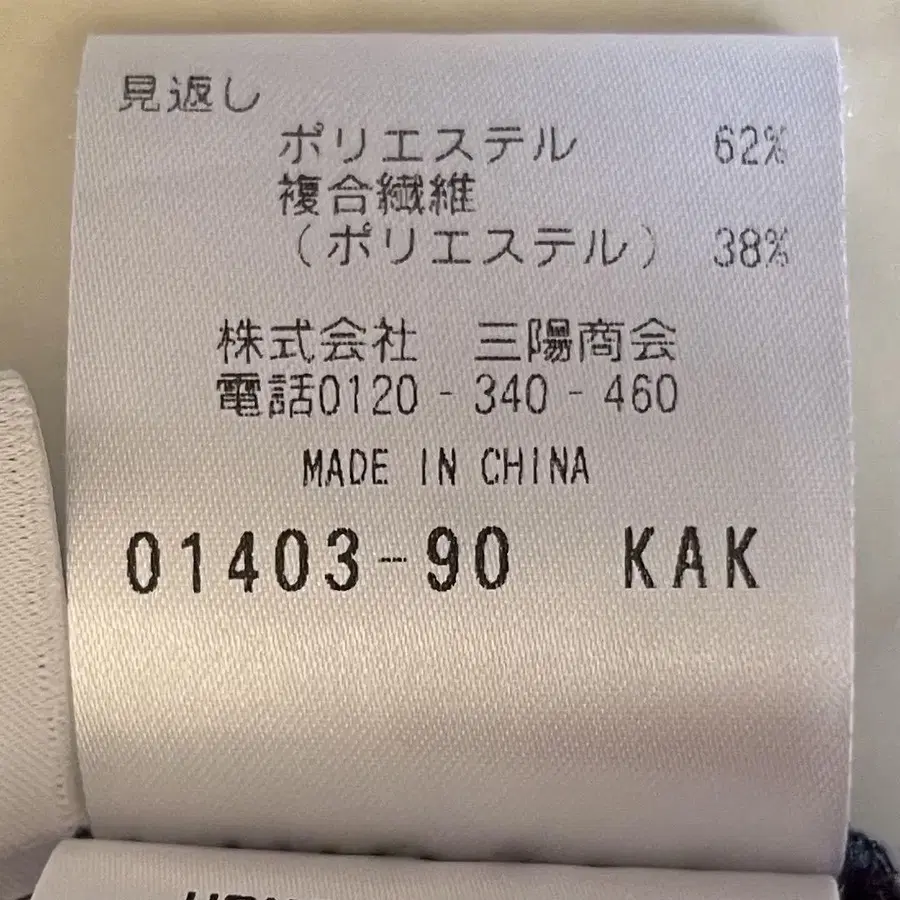 見返し
ポリエステル 62%
複合繊維
（ポリエステル） 38%
株式会社 三陽商会
電話0120-340-460
MADE IN CHINA
01403-90 KAK